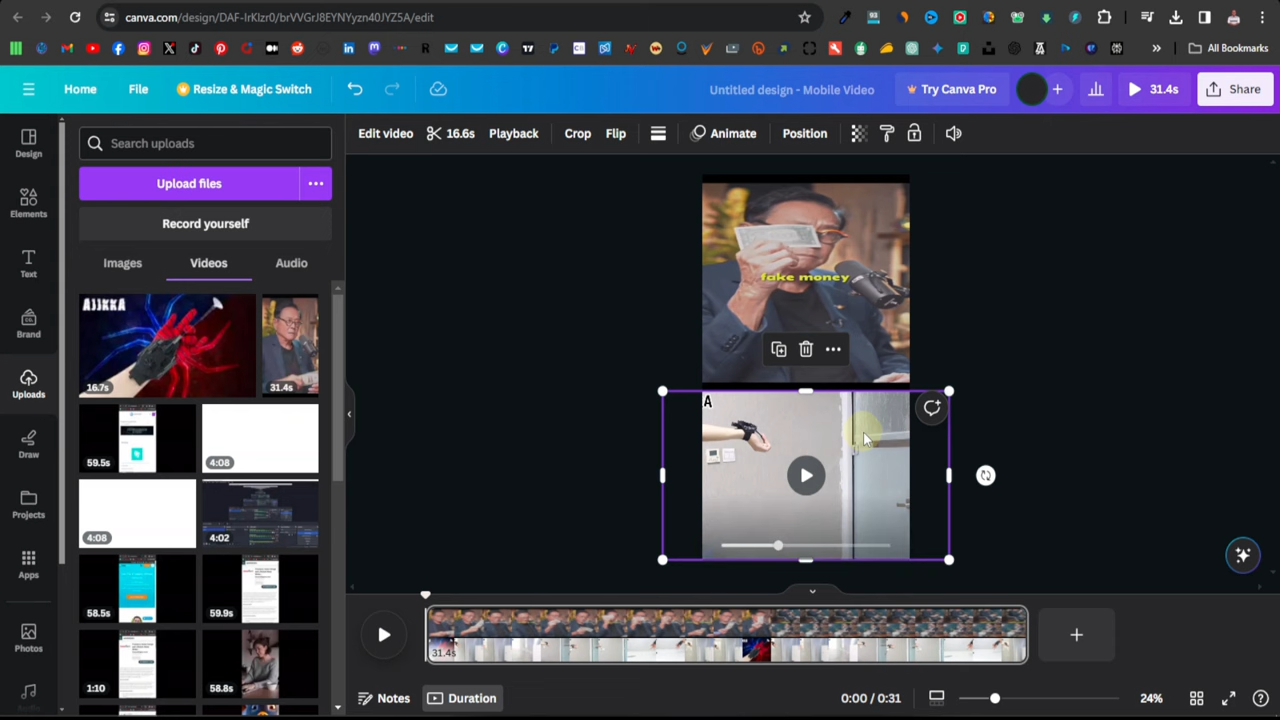 canva.com/design/DAF-IrKlzr0/brVVGrJ8EYNYyzn40JYZ5A/edit
All Bookmarks
Home
File
Resize & Magic Switch
Untitled design - Mobile Video
Try Canva Pro
31.4s
Share
Design
Elements
Text
Brand
Uploads
Draw
Projects
Apps
Photos
Audio
Search uploads
Upload files
Record yourself
Images
Videos
Audio
AJIKKA
16.7s
31.4s
59.5s
4:08
4:08
4:02
58.5s
59.9s
1:10
58.8s
Edit video
16.6s
Playback
Crop
Flip
Animate
Position
fake money
A
31.4s
Notes
Duration
0:00 / 0:31
24%